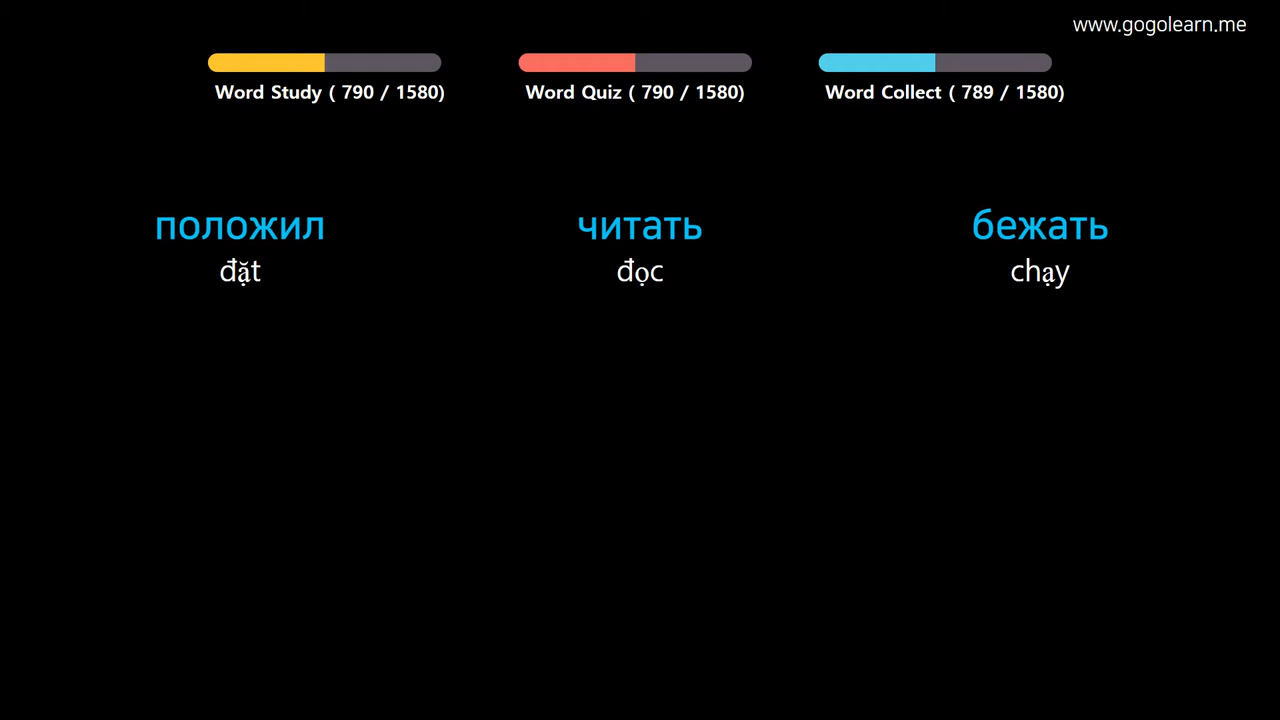 www.gogolearn.me
Word Study ( 790 / 1580)
Word Quiz ( 790 / 1580)
Word Collect ( 789 / 1580)
положил
đặt
читать
đọc
бежать
chạy